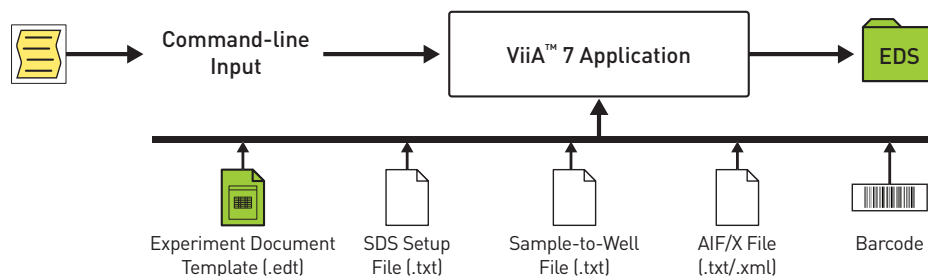 Command-line
Input
ViiA™ 7 Application
EDS
Experiment Document
Template (.edt)
SDS Setup
File (.txt)
Sample-to-Well
File (.txt)
AIF/X File
(.txt/.xml)
Barcode